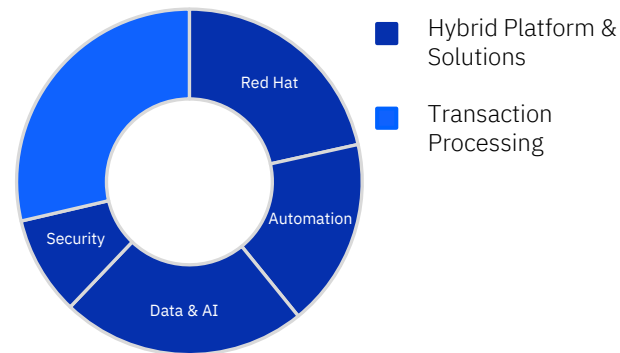 Red Hat
Automation
Data & AI
Security
Hybrid Platform &
Solutions
Transaction
Processing